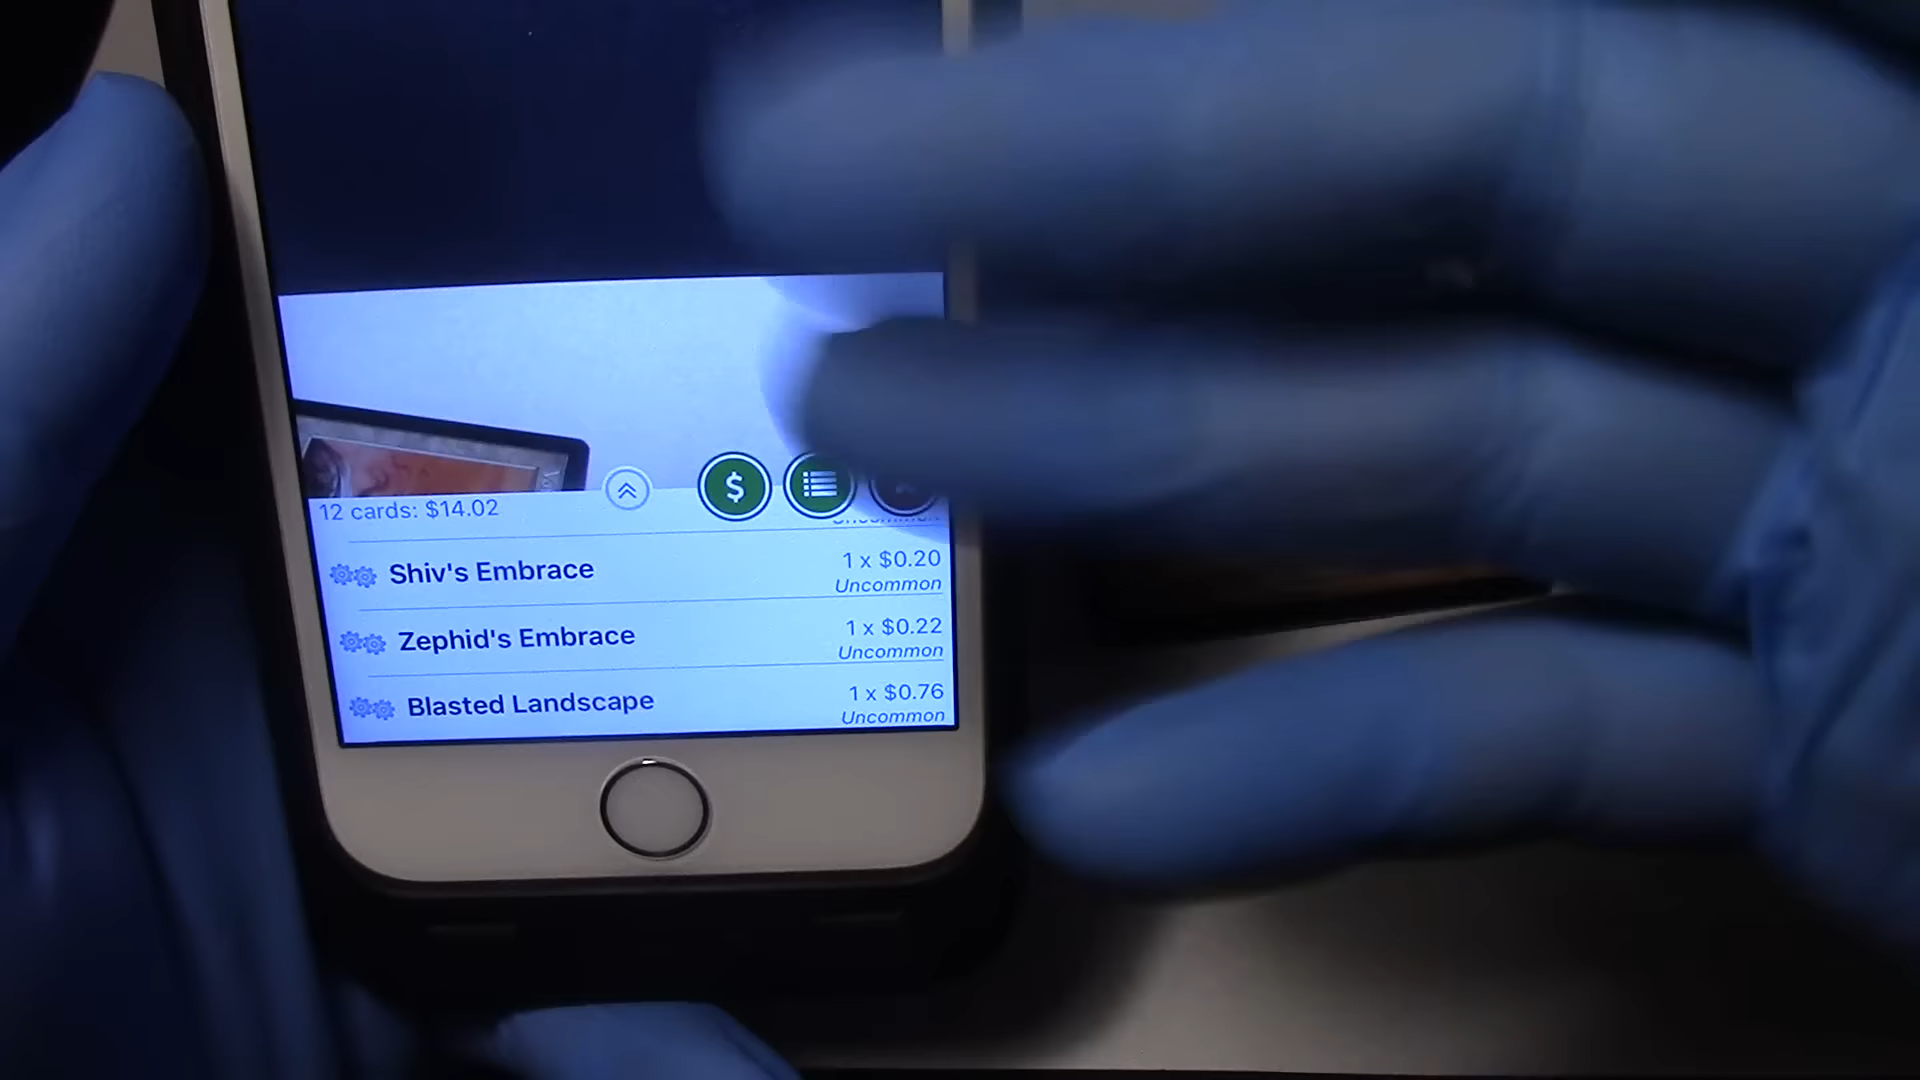 $
12 cards: $14.02
Uncommon
Shiv's Embrace
1 x $0.20
Uncommon
Zephid's Embrace
1 x $0.22
Uncommon
Blasted Landscape
1 x $0.76
Uncommon